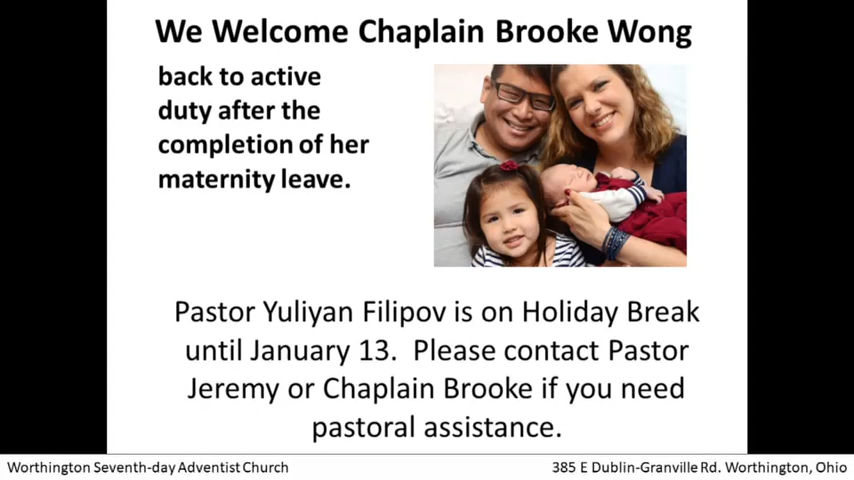 We Welcome Chaplain Brooke Wong
back to active
duty after the
completion of her
maternity leave.
Pastor Yuliyan Filipov is on Holiday Break
until January 13.  Please contact Pastor
Jeremy or Chaplain Brooke if you need
pastoral assistance.
Worthington Seventh-day Adventist Church
385 E Dublin-Granville Rd. Worthington, Ohio